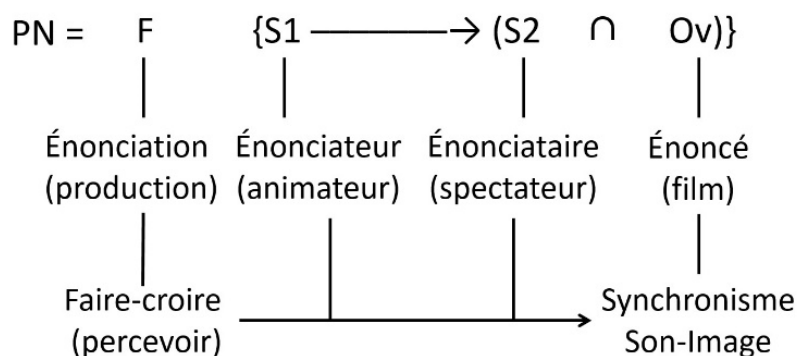 PN = F {S1 ⟶ (S2 ∩ Ov)}
Énonciation Énonciateur Énonciataire Énoncé
(production) (animateur) (spectateur) (film)
Faire-croire Synchronisme
(percevoir) Son-Image